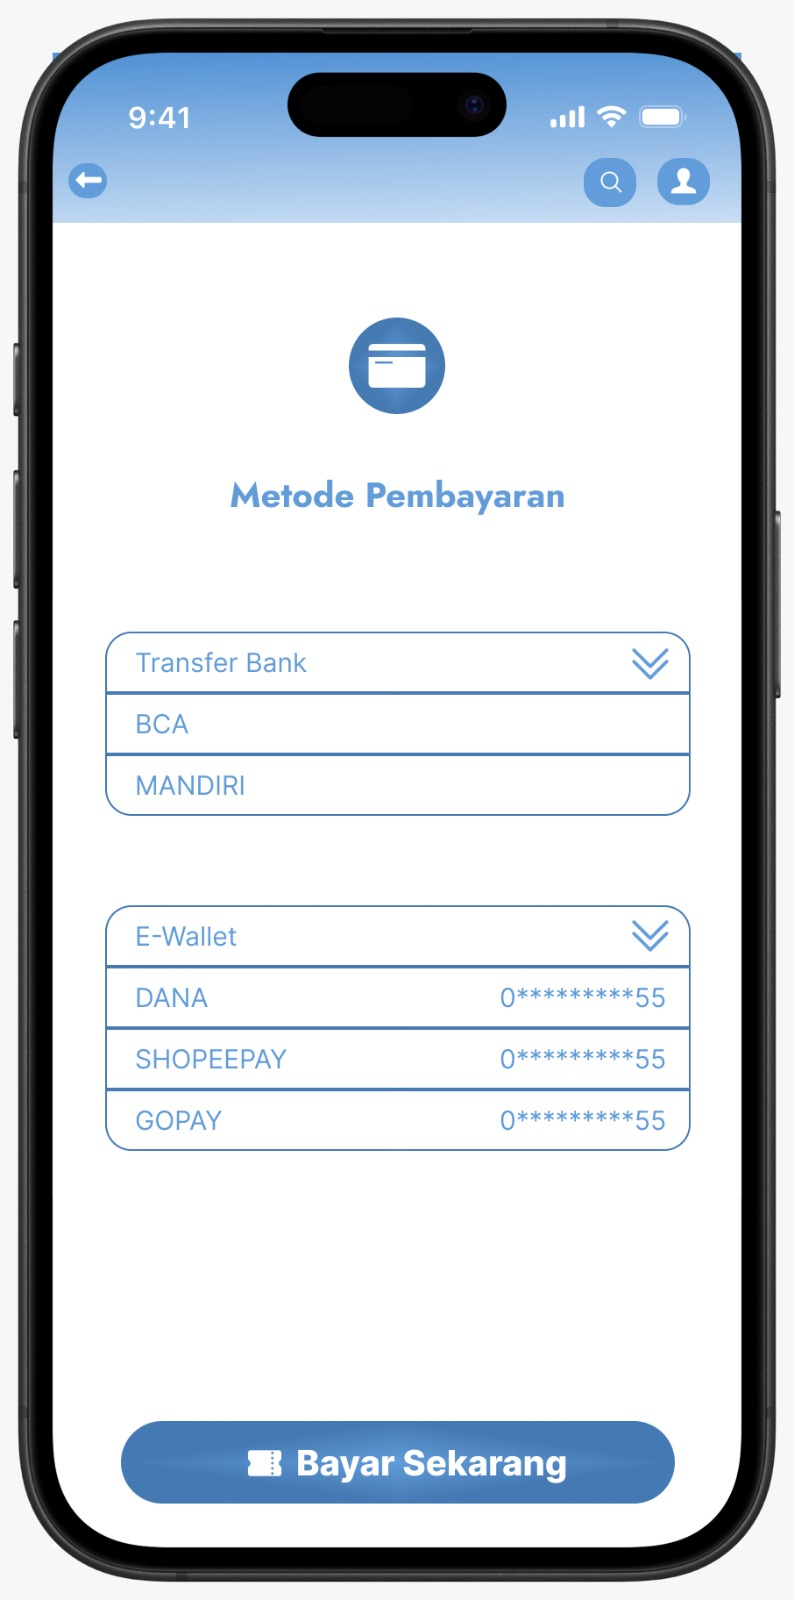 9:41
Metode Pembayaran
Transfer Bank
BCA
MANDIRI
E-Wallet
DANA 0*********55
SHOPEEPAY 0*********55
GOPAY 0*********55
Bayar Sekarang